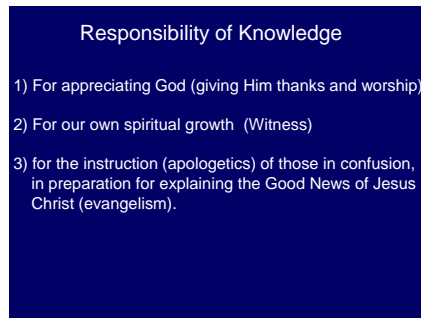 Responsibility of Knowledge
1) For appreciating God (giving Him thanks and worship)
2) For our own spiritual growth  (Witness)
3) for the instruction (apologetics) of those in confusion,
in preparation for explaining the Good News of Jesus
Christ (evangelism).